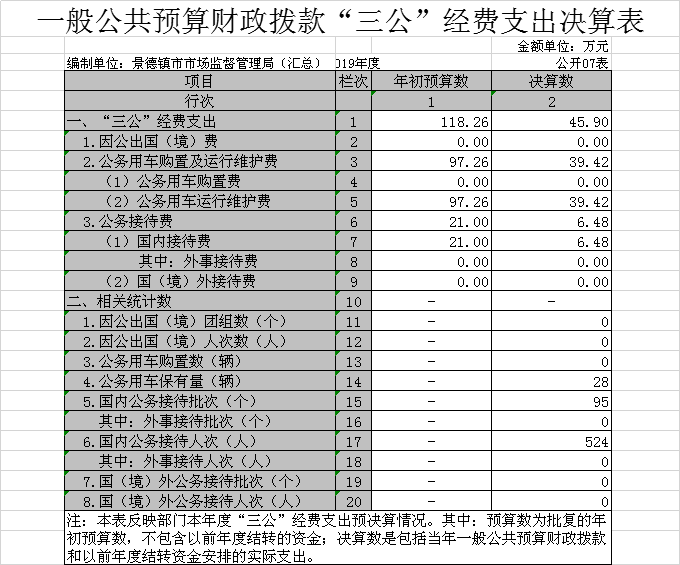 一般公共预算财政拨款“三公”经费支出决算表
金额单位：万元
编制单位：景德镇市市场监督管理局（汇总） 019年度 公开07表
项目 栏次 年初预算数 决算数
行次 1 2
一、“三公”经费支出 1 118.26 45.90
1.因公出国（境）费 2 0.00 0.00
2.公务用车购置及运行维护费 3 97.26 39.42
（1）公务用车购置费 4 0.00 0.00
（2）公务用车运行维护费 5 97.26 39.42
3.公务接待费 6 21.00 6.48
（1）国内接待费 7 21.00 6.48
其中：外事接待费 8 0.00 0.00
（2）国（境）外接待费 9 0.00 0.00
二、相关统计数 10 － －
1.因公出国（境）团组数（个） 11 － 0
2.因公出国（境）人次数（人） 12 － 0
3.公务用车购置数（辆） 13 － 0
4.公务用车保有量（辆） 14 － 28
5.国内公务接待批次（个） 15 － 95
其中：外事接待批次（个） 16 － 0
6.国内公务接待人次（人） 17 － 524
其中：外事接待人次（人） 18 － 0
7.国（境）外公务接待批次（个） 19 － 0
8.国（境）外公务接待人次（人） 20 － 0
注：本表反映部门本年度“三公”经费支出预决算情况。其中：预算数为批复的年
初预算数，不包含以前年度结转的资金；决算数是包括当年一般公共预算财政拨款
和以前年度结转资金安排的实际支出。